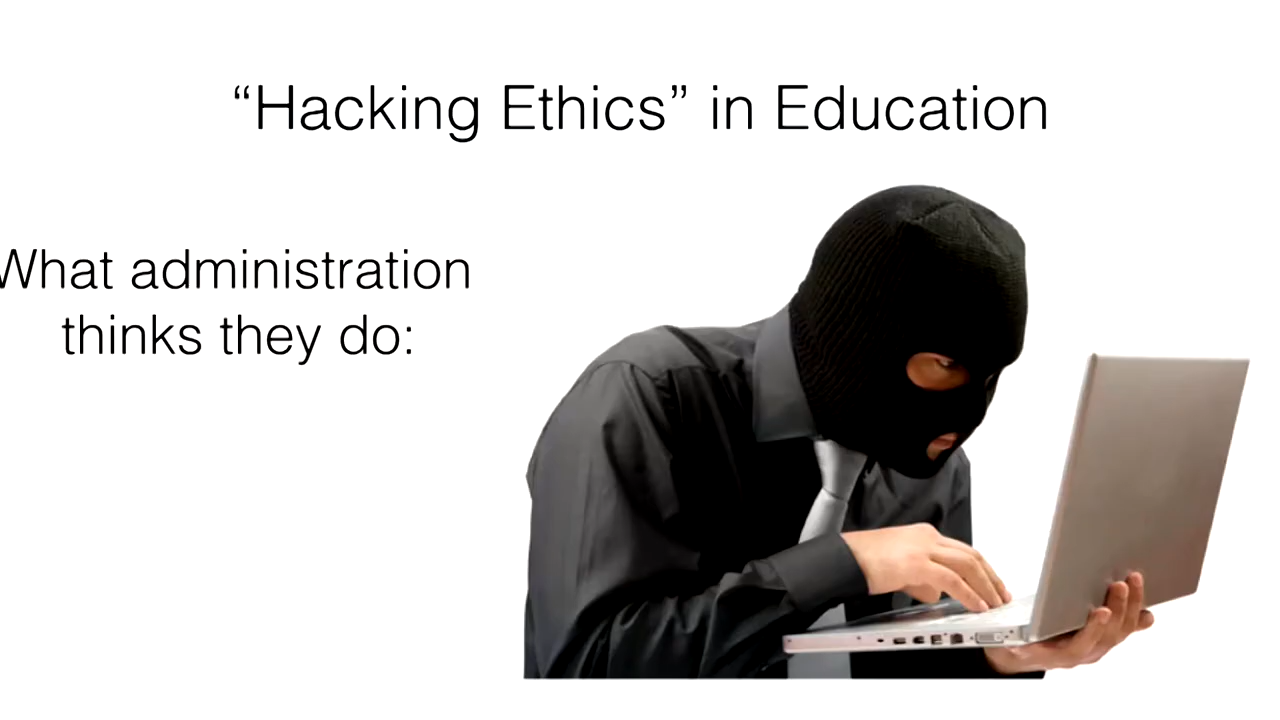 “Hacking Ethics” in Education
What administration
thinks they do: